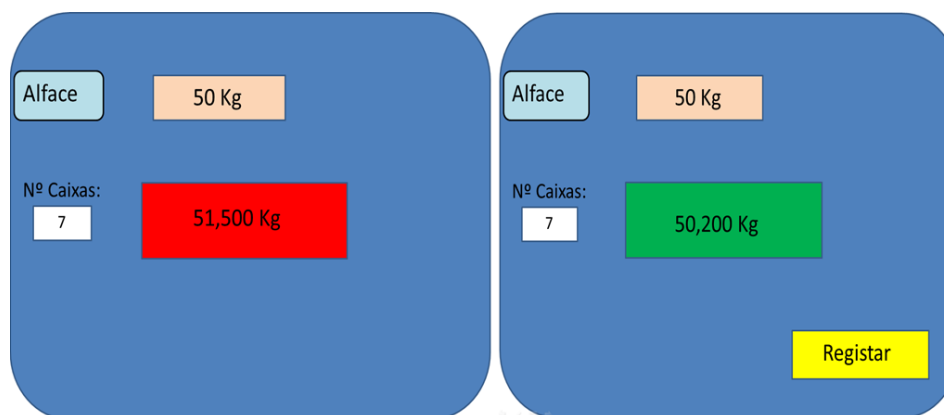 Alface
50 Kg
Nº Caixas:
7
51,500 Kg
Alface
50 Kg
Nº Caixas:
7
50,200 Kg
Registar